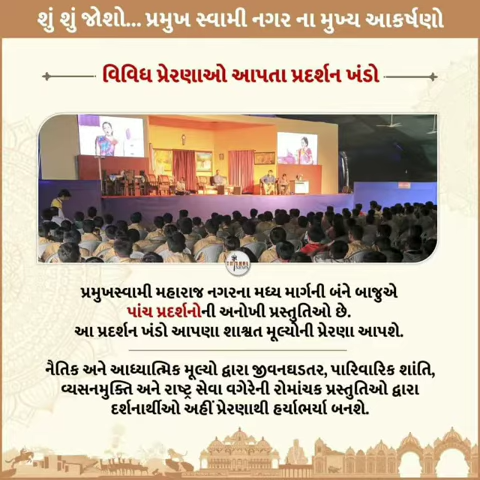 શું શું જોશો... પ્રમુખ સ્વામી નગર ના મુખ્ય આકર્ષણો
વિવિધ પ્રેરણાઓ આપતા પ્રદર્શન ખંડો
પ્રમુખસ્વામી મહારાજ નગરના મધ્ય માર્ગની બંને બાજુએ
પાંચ પ્રદર્શનોની અનોખી પ્રસ્તુતિઓ છે.
આ પ્રદર્શન ખંડો આપણા શાશ્વત મૂલ્યોની પ્રેરણા આપશે.
નૈતિક અને આધ્યાત્મિક મૂલ્યો દ્વારા જીવનઘડતર, પારિવારિક શાંતિ,
વ્યસનમુક્તિ અને રાષ્ટ્ર સેવા વગેરેની રોમાંચક પ્રસ્તુતિઓ દ્વારા
દર્શનાર્થીઓ અહીં પ્રેરણાથી હર્યાભર્યા બનશે.